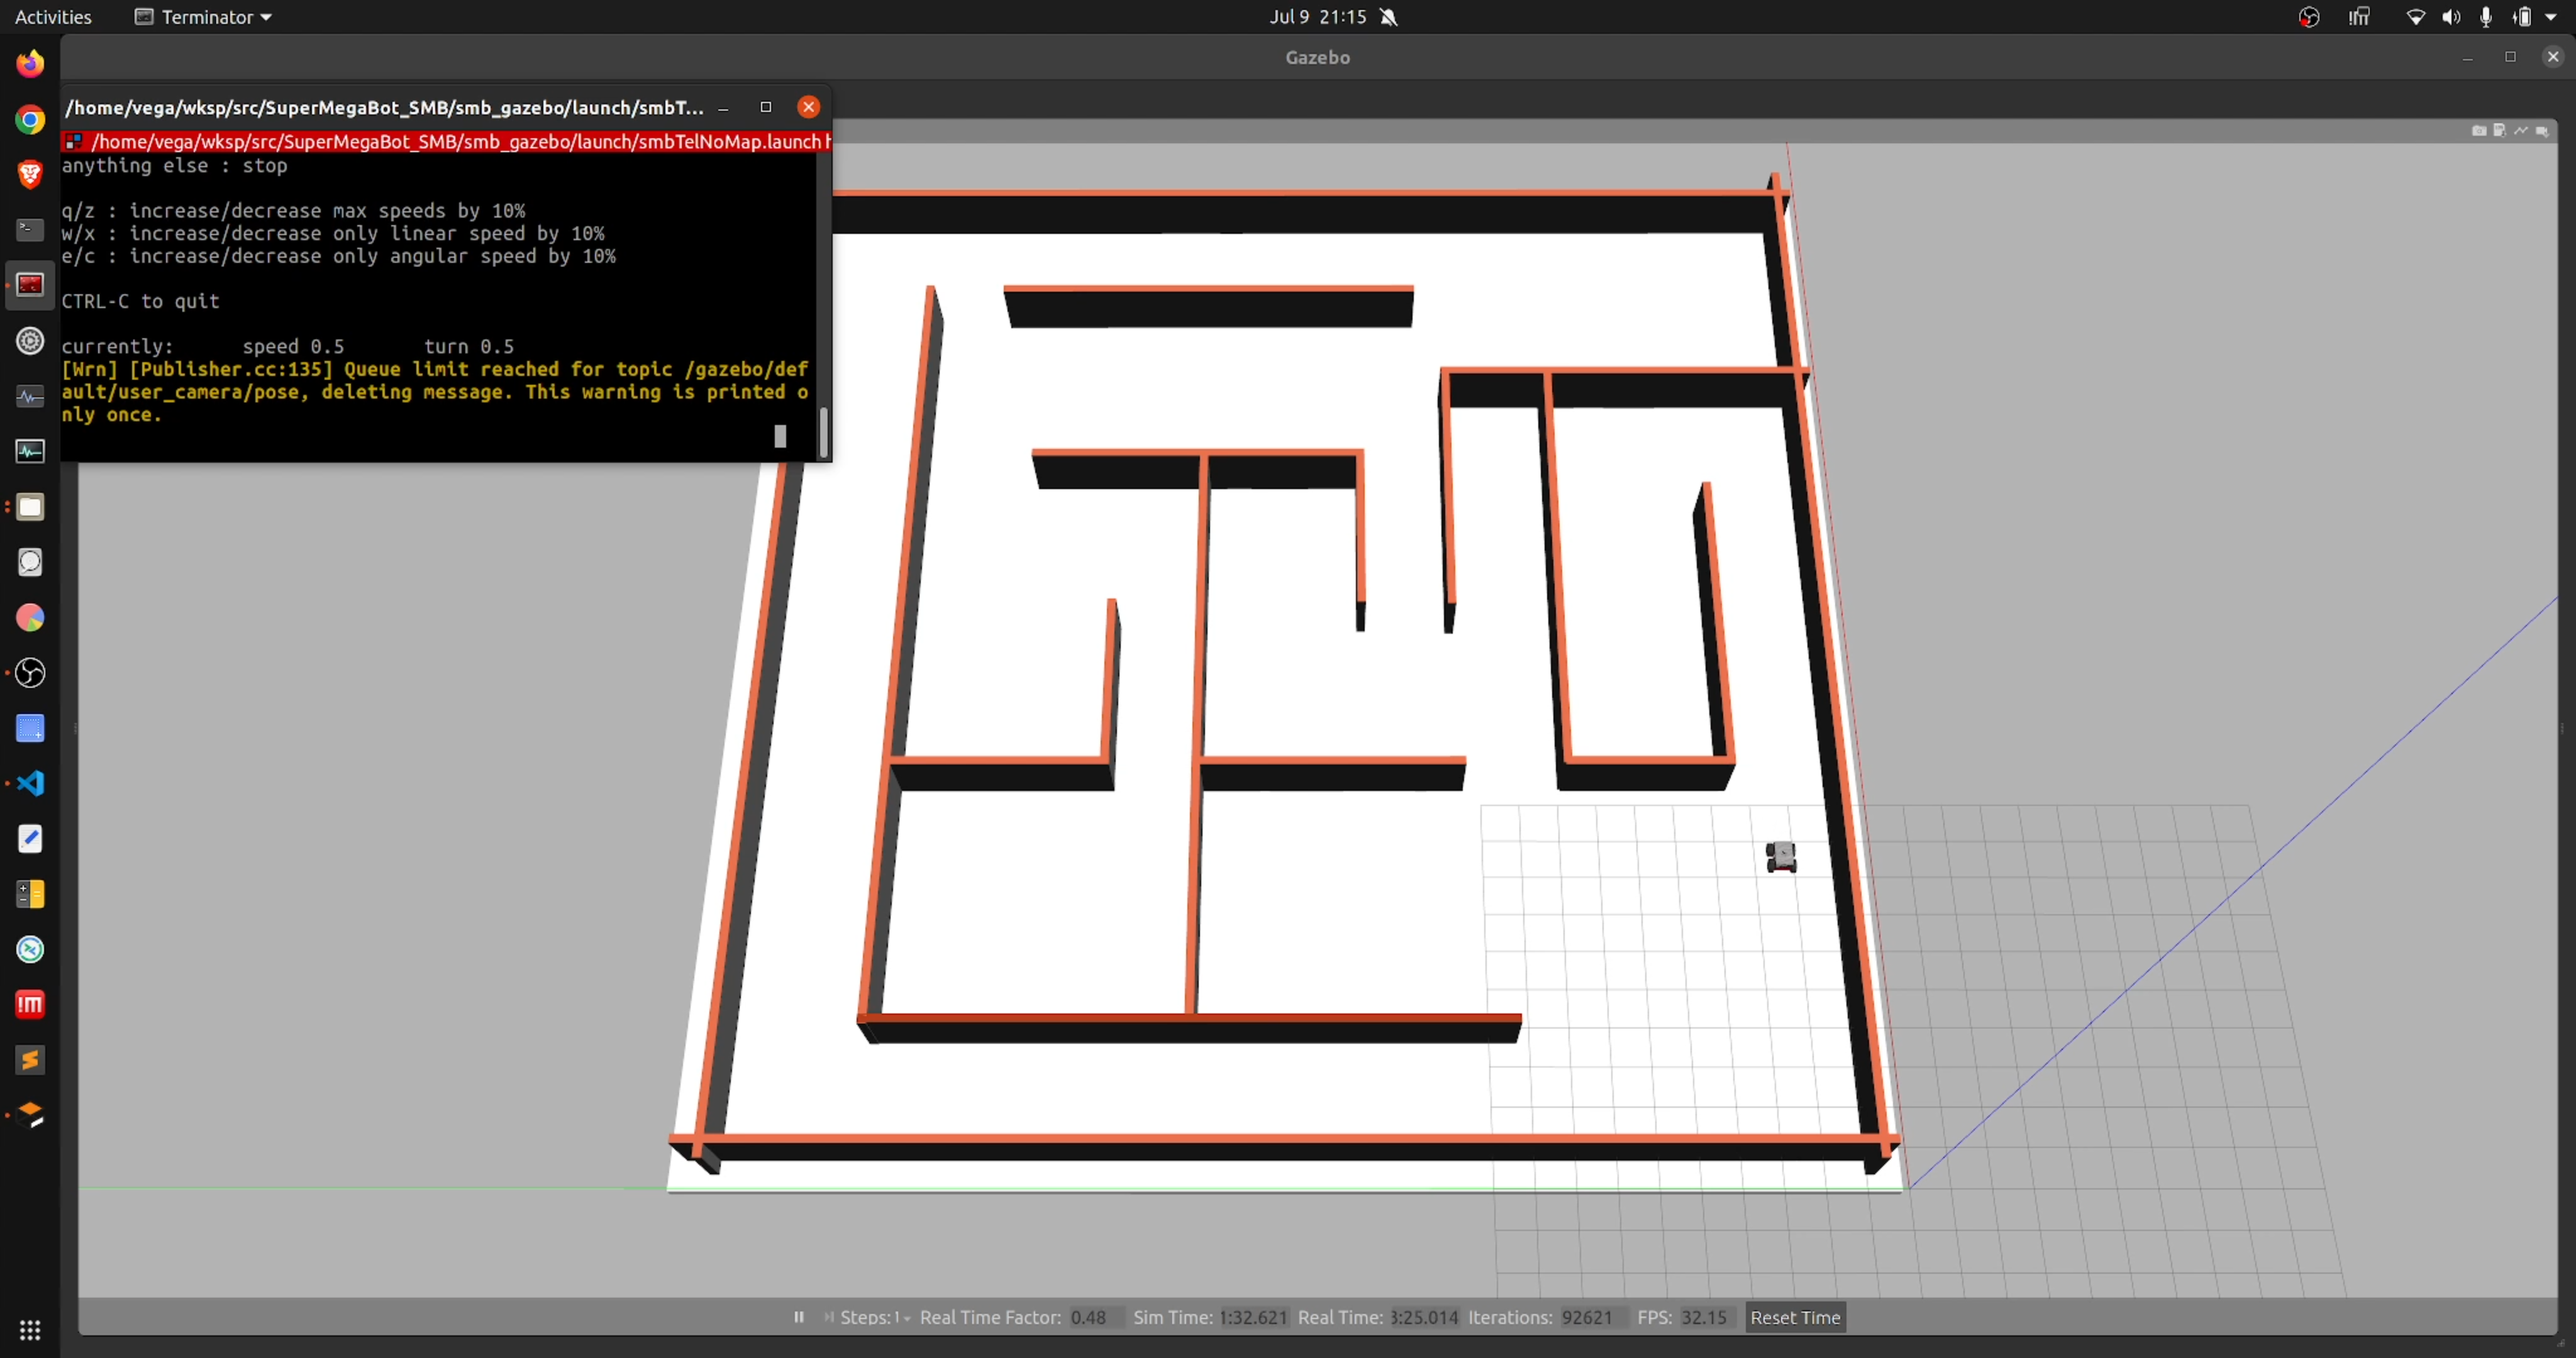 Activities
Terminator
Jul 9 21:15
Gazebo
/home/vega/wksp/src/SuperMegaBot_SMB/smb_gazebo/launch/smbT...
/home/vega/wksp/src/SuperMegaBot_SMB/smb_gazebo/launch/smbTelNoMap.launch h
anything else : stop
q/z : increase/decrease max speeds by 10%
w/x : increase/decrease only linear speed by 10%
e/c : increase/decrease only angular speed by 10%
CTRL-C to quit
currently: speed 0.5 turn 0.5
[Wrn] [Publisher.cc:135] Queue limit reached for topic /gazebo/def
ault/user_camera/pose, deleting message. This warning is printed o
nly once.
Steps: 1 Real Time Factor: 0.48 Sim Time: 1:32.621 Real Time: 3:25.014 Iterations: 92621 FPS: 32.15 Reset Time